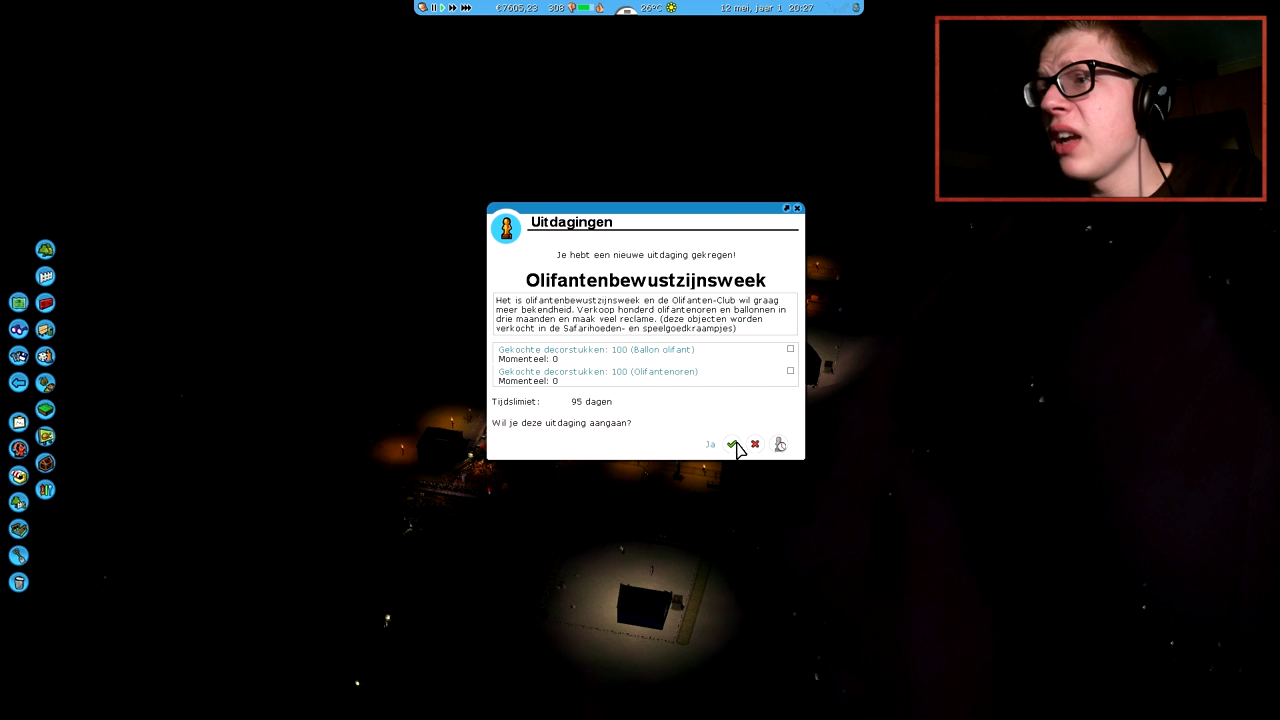 €7605,23 308 26°C 12 mei, jaar 1 20:27
Uitdagingen
Je hebt een nieuwe uitdaging gekregen!
Olifantenbewustzijnsweek
Het is olifantenbewustzijnsweek en de Olifanten-Club wil graag
meer bekendheid. Verkoop honderd olifantenoren en ballonnen in
drie maanden en maak veel reclame. (deze objecten worden
verkocht in de Safarihoeden- en speelgoedkraampjes)
Gekochte decorstukken: 100 (Ballon olifant)
Momenteel: 0
Gekochte decorstukken: 100 (Olifantenoren)
Momenteel: 0
Tijdslimiet: 95 dagen
Wil je deze uitdaging aangaan?
Ja